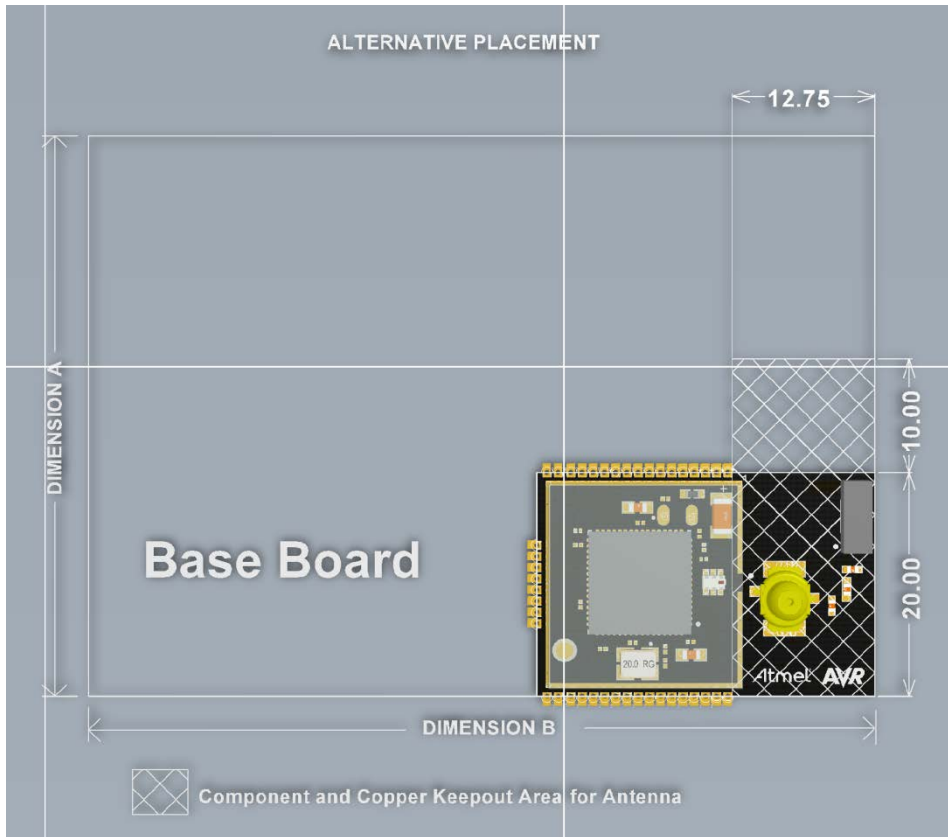 ALTERNATIVE PLACEMENT
12.75
DIMENSION A
10.00
Base Board
20.00
20.0 RG
Atmel AVR
DIMENSION B
Component and Copper Keepout Area for Antenna